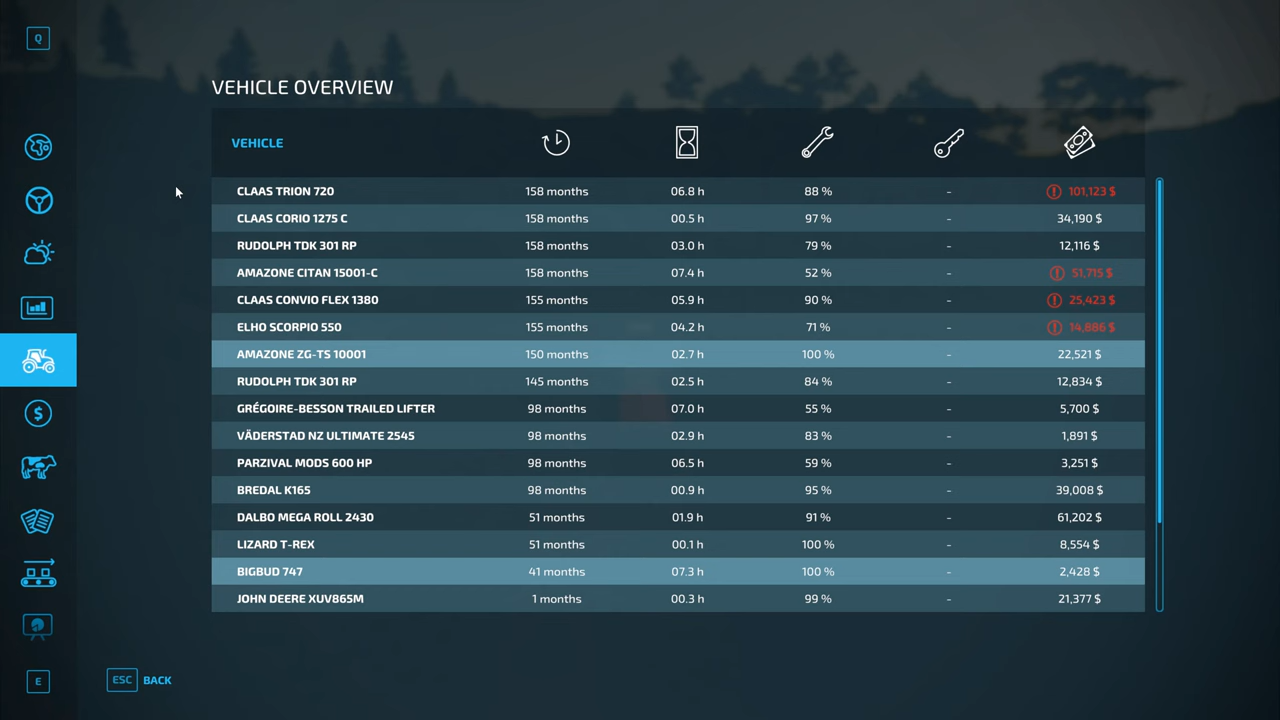 Q
VEHICLE OVERVIEW
VEHICLE
CLAAS TRION 720 158 months 06.8 h 88 % - 101,123 $
CLAAS CORIO 1275 C 158 months 00.5 h 97 % - 34,190 $
RUDOLPH TDK 301 RP 158 months 03.0 h 79 % - 12,116 $
AMAZONE CITAN 15001-C 158 months 07.4 h 52 % - 51,715 $
CLAAS CONVIO FLEX 1380 155 months 05.9 h 90 % - 25,423 $
ELHO SCORPIO 550 155 months 04.2 h 71 % - 14,886 $
AMAZONE ZG-TS 10001 150 months 02.7 h 100 % - 22,521 $
RUDOLPH TDK 301 RP 145 months 02.5 h 84 % - 12,834 $
GRÉGOIRE-BESSON TRAILED LIFTER 98 months 07.0 h 55 % - 5,700 $
VÄDERSTAD NZ ULTIMATE 2545 98 months 02.9 h 83 % - 1,891 $
PARZIVAL MODS 600 HP 98 months 06.5 h 59 % - 3,251 $
BREDAL K165 98 months 00.9 h 95 % - 39,008 $
DALBO MEGA ROLL 2430 51 months 01.9 h 91 % - 61,202 $
LIZARD T-REX 51 months 00.1 h 100 % - 8,554 $
BIGBUD 747 41 months 07.3 h 100 % - 2,428 $
JOHN DEERE XUV865M 1 months 00.3 h 99 % - 21,377 $
E
ESC BACK